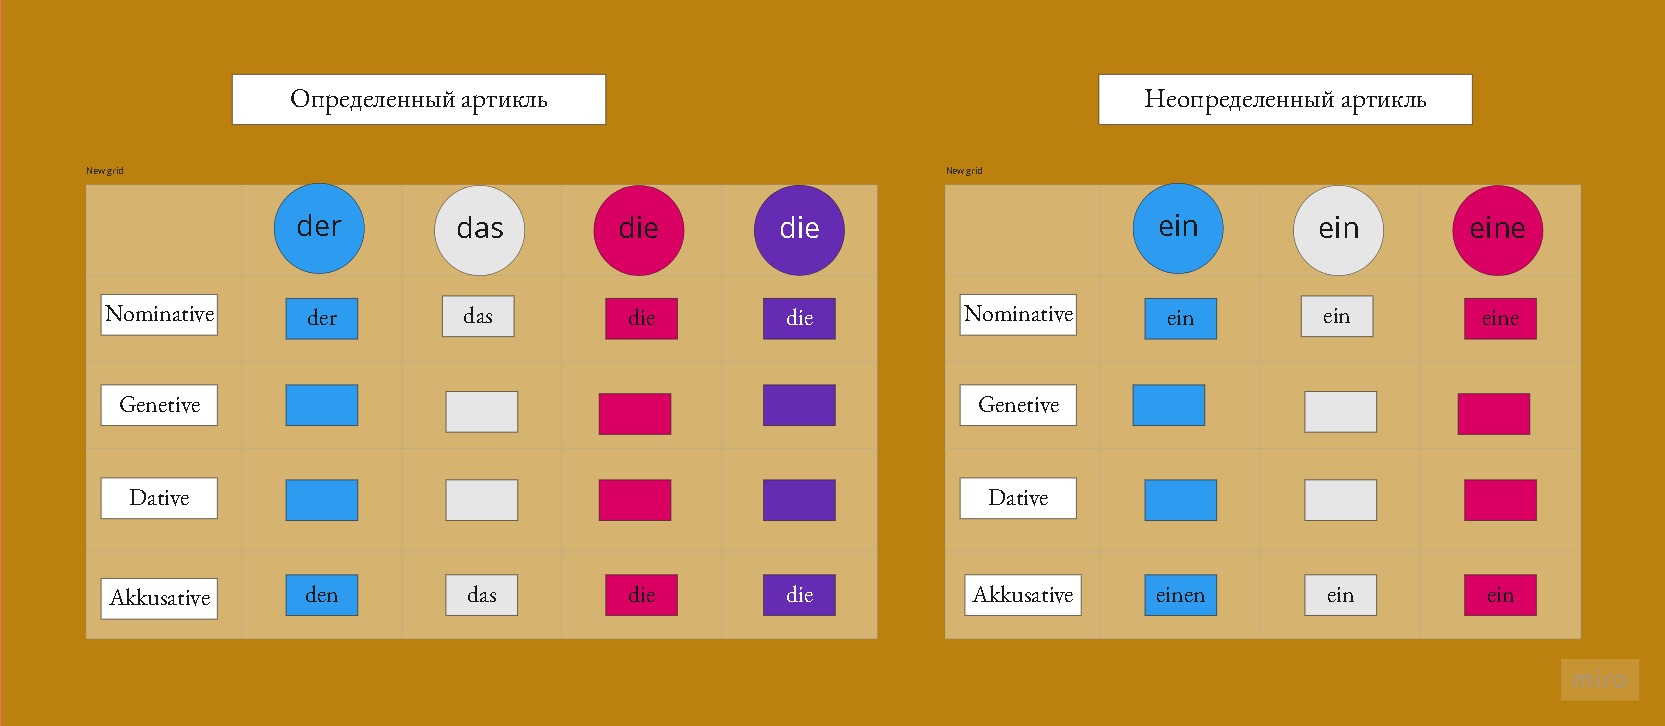 Определенный артикль
Неопределенный артикль
New grid
New grid
der das die die
ein ein eine
Nominative der das die die
Nominative ein ein eine
Genetive
Genetive
Dative
Dative
Akkusative den das die die
Akkusative einen ein ein
miro